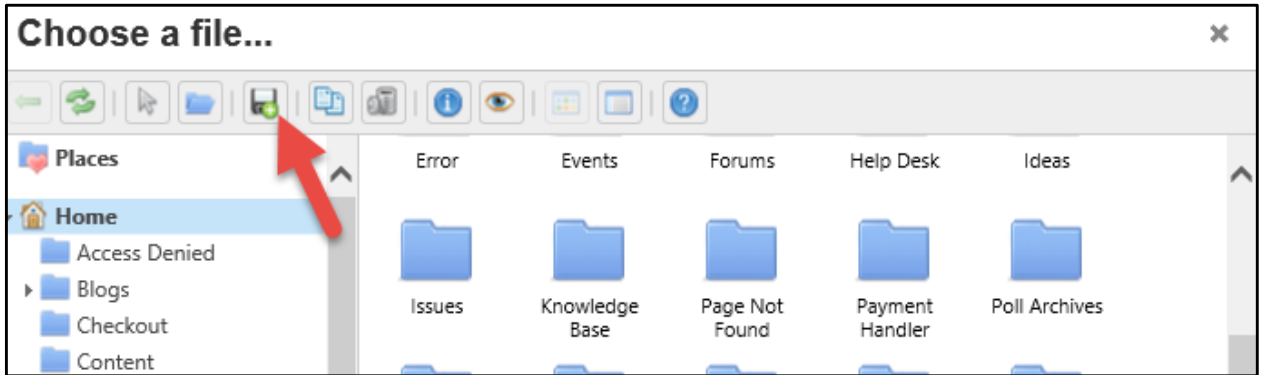 Choose a file...
Places
Home
Access Denied
Blogs
Checkout
Content
Error
Events
Forums
Help Desk
Ideas
Issues
Knowledge
Base
Page Not
Found
Payment
Handler
Poll Archives